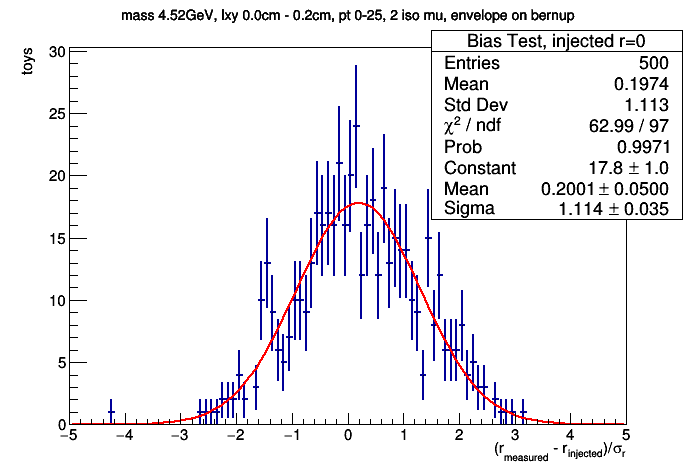 mass 4.52GeV, lxy 0.0cm - 0.2cm, pt 0-25, 2 iso mu, envelope on bernup
Bias Test, injected r=0
Entries 500
Mean 0.1974
Std Dev 1.113
χ² / ndf 62.99 / 97
Prob 0.9971
Constant 17.8 ± 1.0
Mean 0.2001 ± 0.0500
Sigma 1.114 ± 0.035
toys
30
25
20
15
10
5
0
−5 −4 −3 −2 −1 0 1 2 3 4 5
(r_measured - r_injected)/σ_r